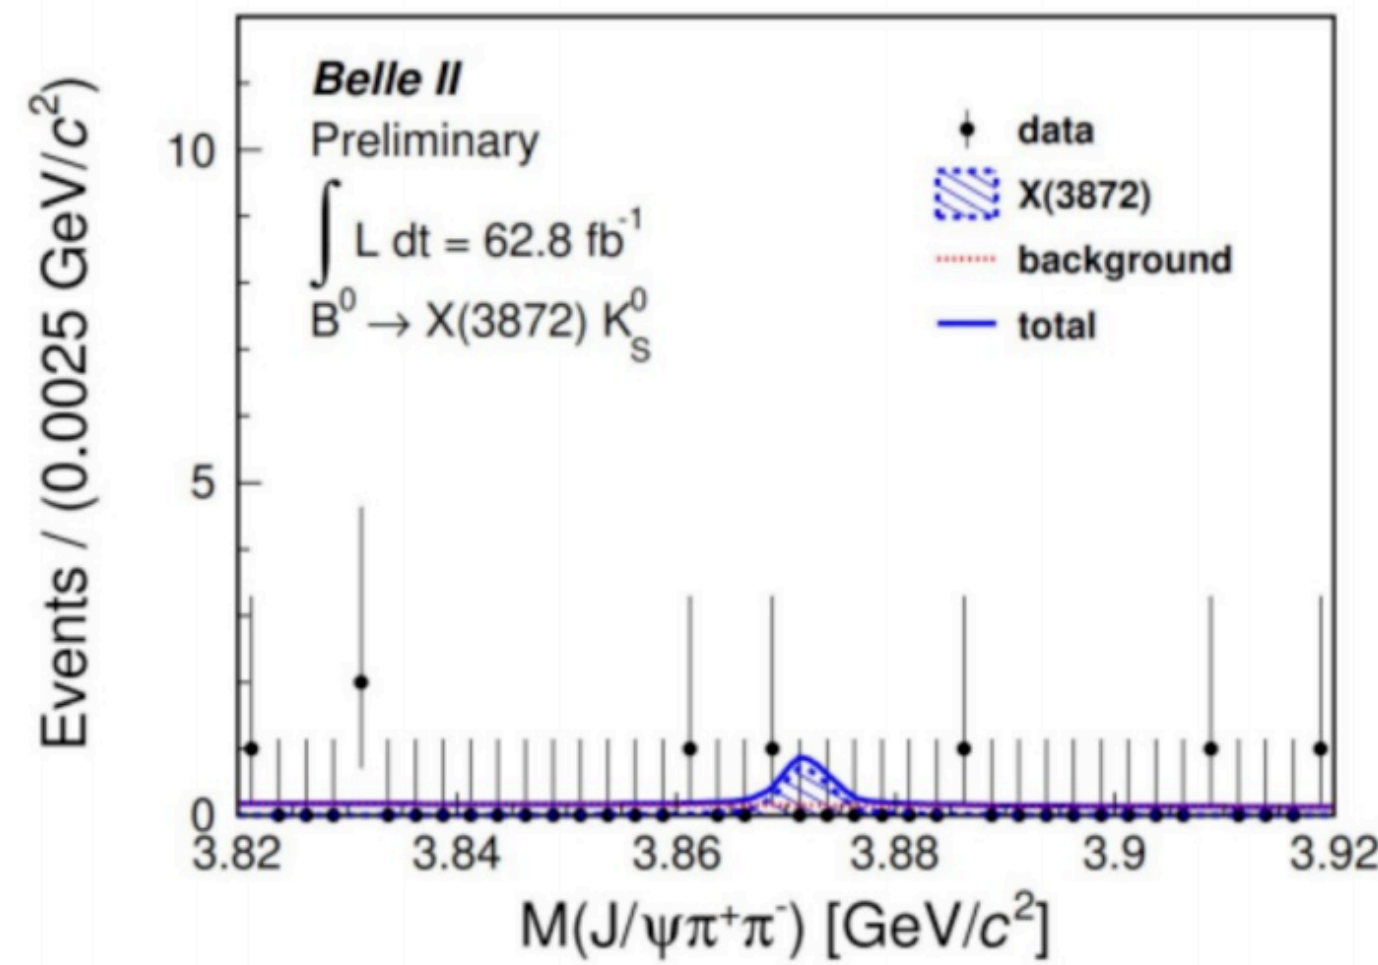 Belle II
Preliminary
∫ L dt = 62.8 fb⁻¹
B⁰ → X(3872) K⁰S
data
X(3872)
background
total
Events / (0.0025 GeV/c²)
10
5
0
3.82 3.84 3.86 3.88 3.9 3.92
M(J/ψπ⁺π⁻) [GeV/c²]